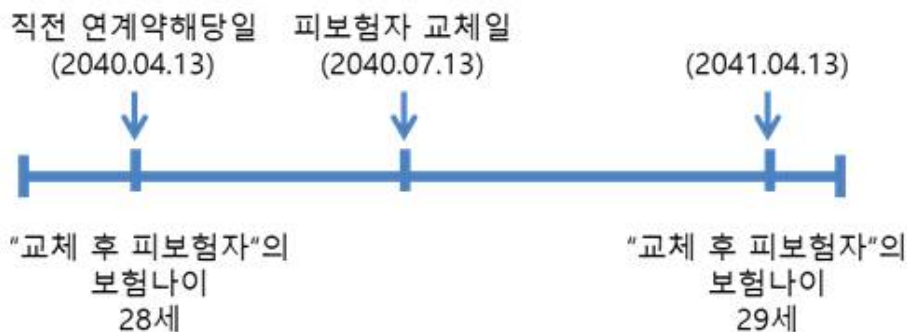 직전 연계약해당일
(2040.04.13)
피보험자 교체일
(2040.07.13)
(2041.04.13)
"교체 후 피보험자"의
보험나이
28세
"교체 후 피보험자"의
보험나이
29세